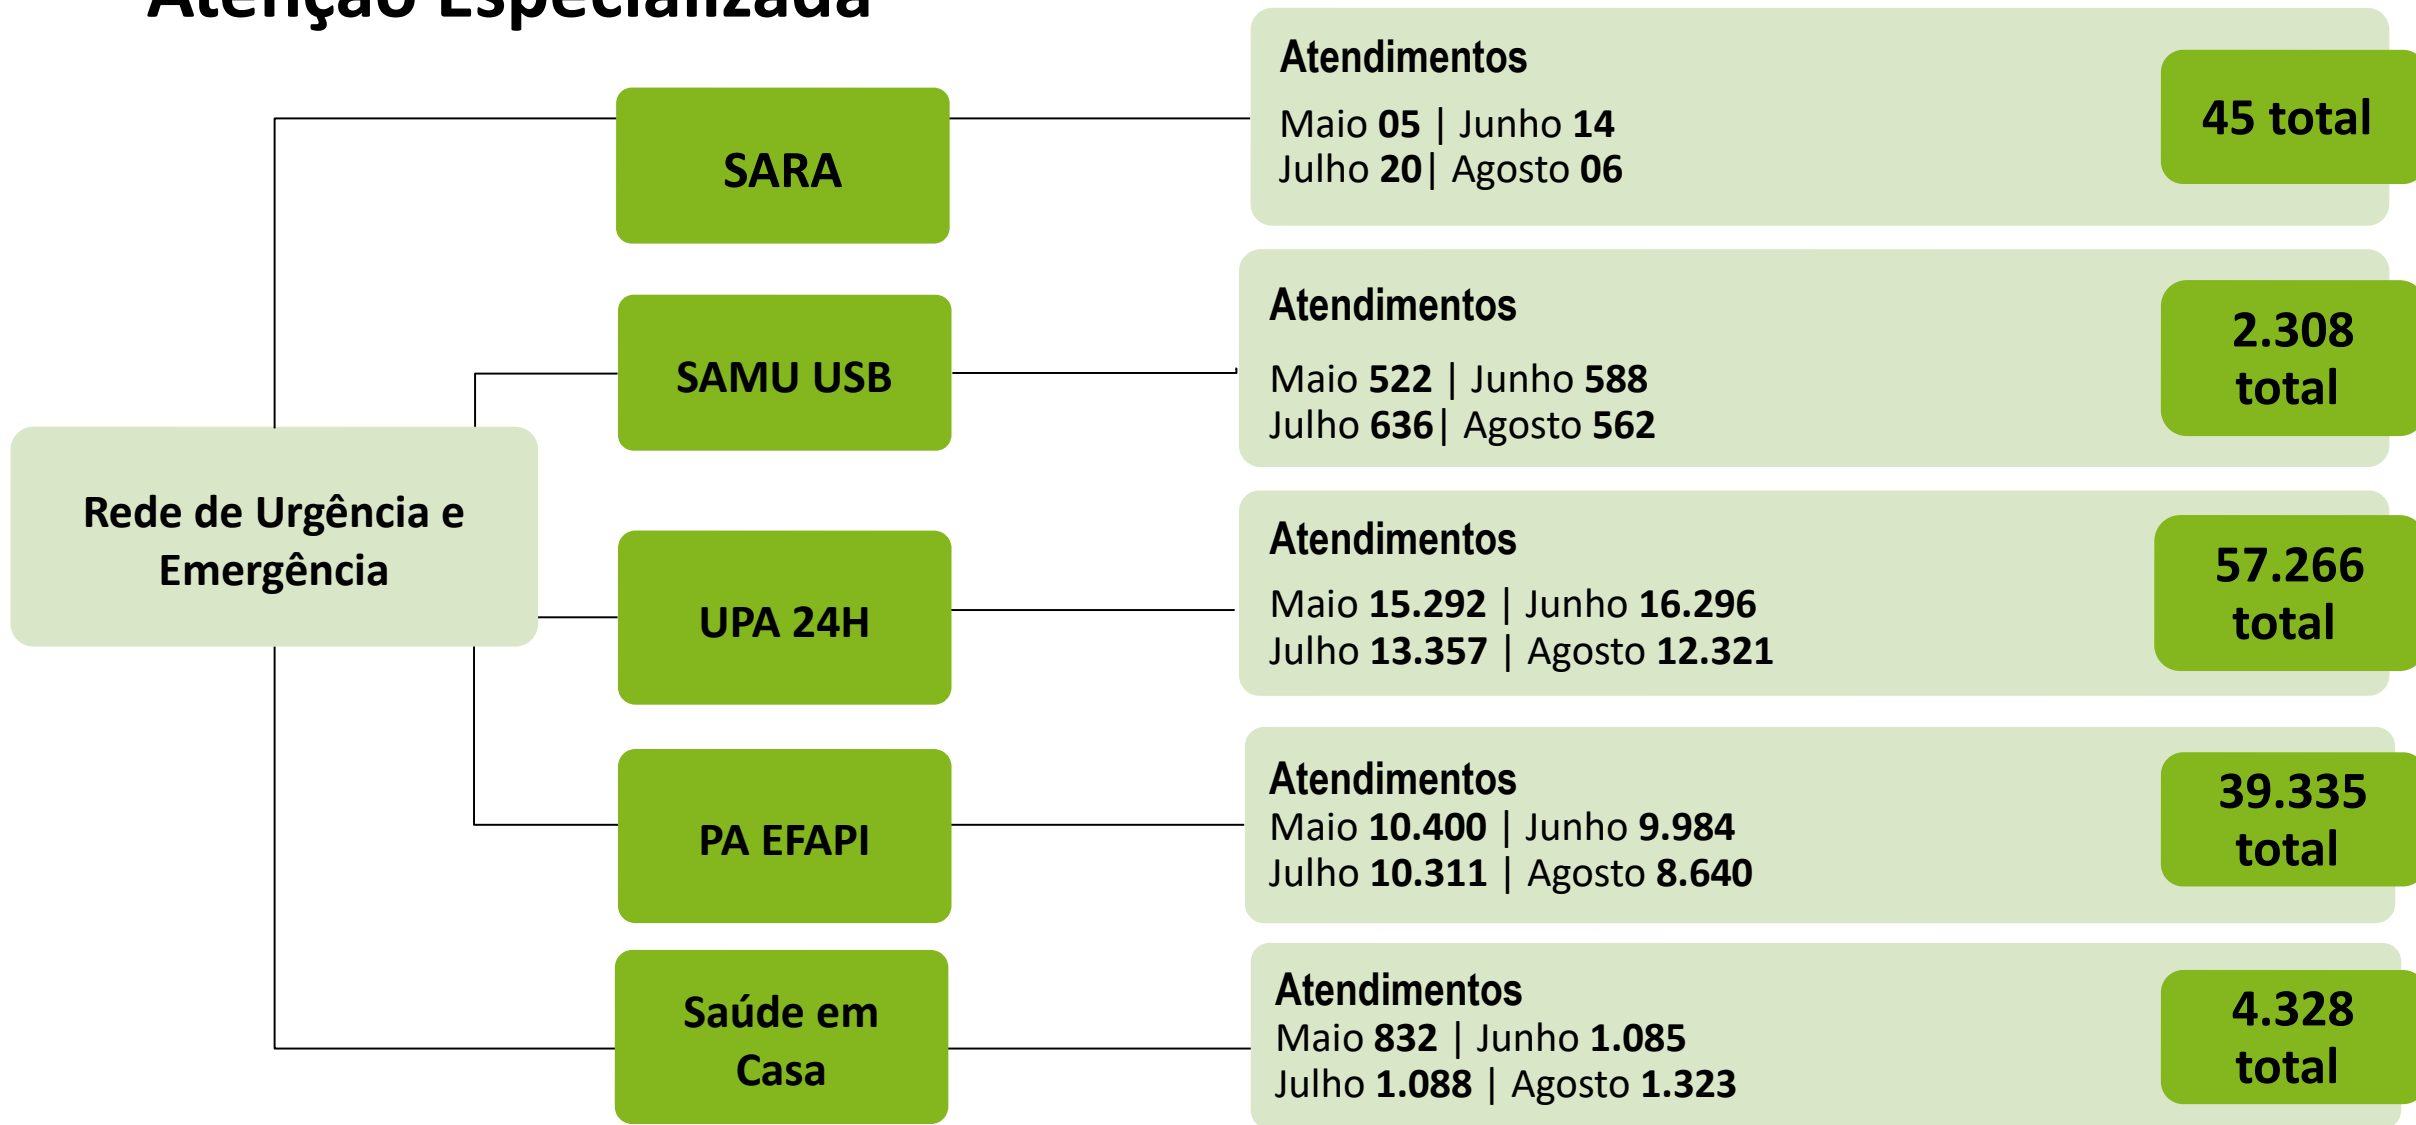 Atenção Especializada
Rede de Urgência e
Emergência
SARA
Atendimentos
Maio 05 | Junho 14
Julho 20| Agosto 06
45 total
SAMU USB
Atendimentos
Maio 522 | Junho 588
Julho 636| Agosto 562
2.308
total
UPA 24H
Atendimentos
Maio 15.292 | Junho 16.296
Julho 13.357 | Agosto 12.321
57.266
total
PA EFAPI
Atendimentos
Maio 10.400 | Junho 9.984
Julho 10.311 | Agosto 8.640
39.335
total
Saúde em
Casa
Atendimentos
Maio 832 | Junho 1.085
Julho 1.088 | Agosto 1.323
4.328
total